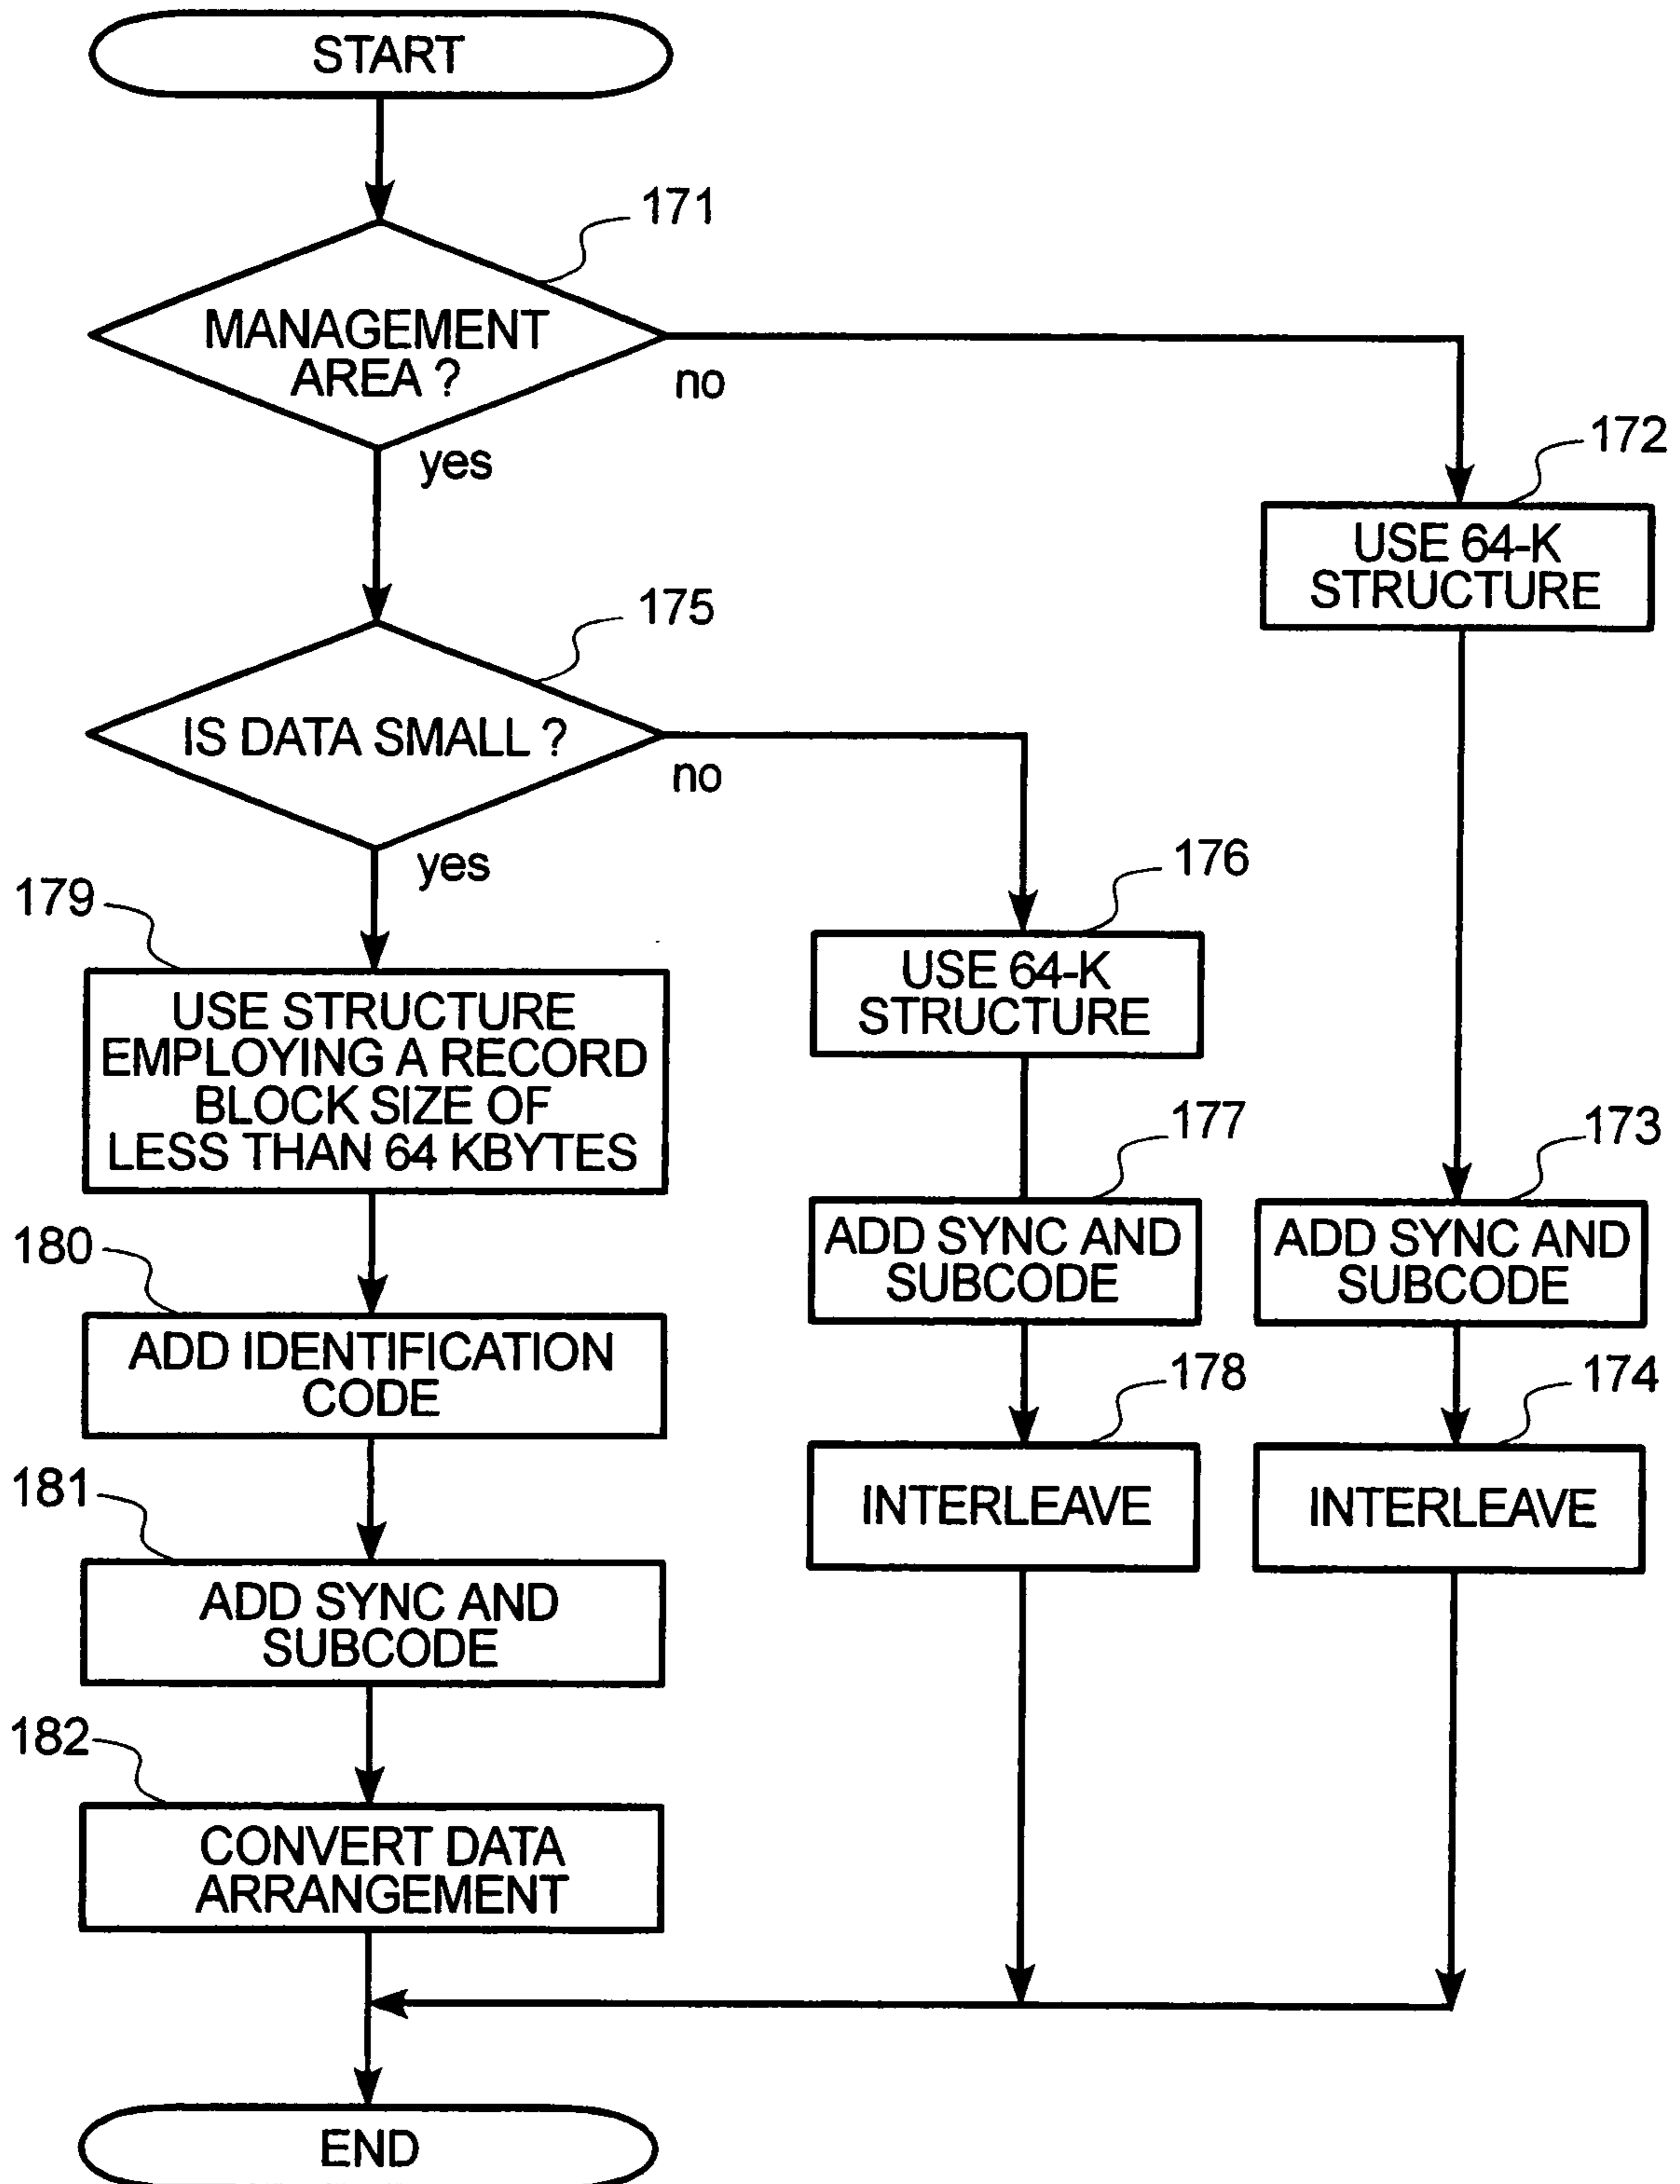 START
171
MANAGEMENT
AREA ?
no
yes
172
USE 64-K
STRUCTURE
175
IS DATA SMALL ?
no
yes
176
USE 64-K
STRUCTURE
179
USE STRUCTURE
EMPLOYING A RECORD
BLOCK SIZE OF
LESS THAN 64 KBYTES
177
ADD SYNC AND
SUBCODE
173
ADD SYNC AND
SUBCODE
180
ADD IDENTIFICATION
CODE
178
INTERLEAVE
174
INTERLEAVE
181
ADD SYNC AND
SUBCODE
182
CONVERT DATA
ARRANGEMENT
END